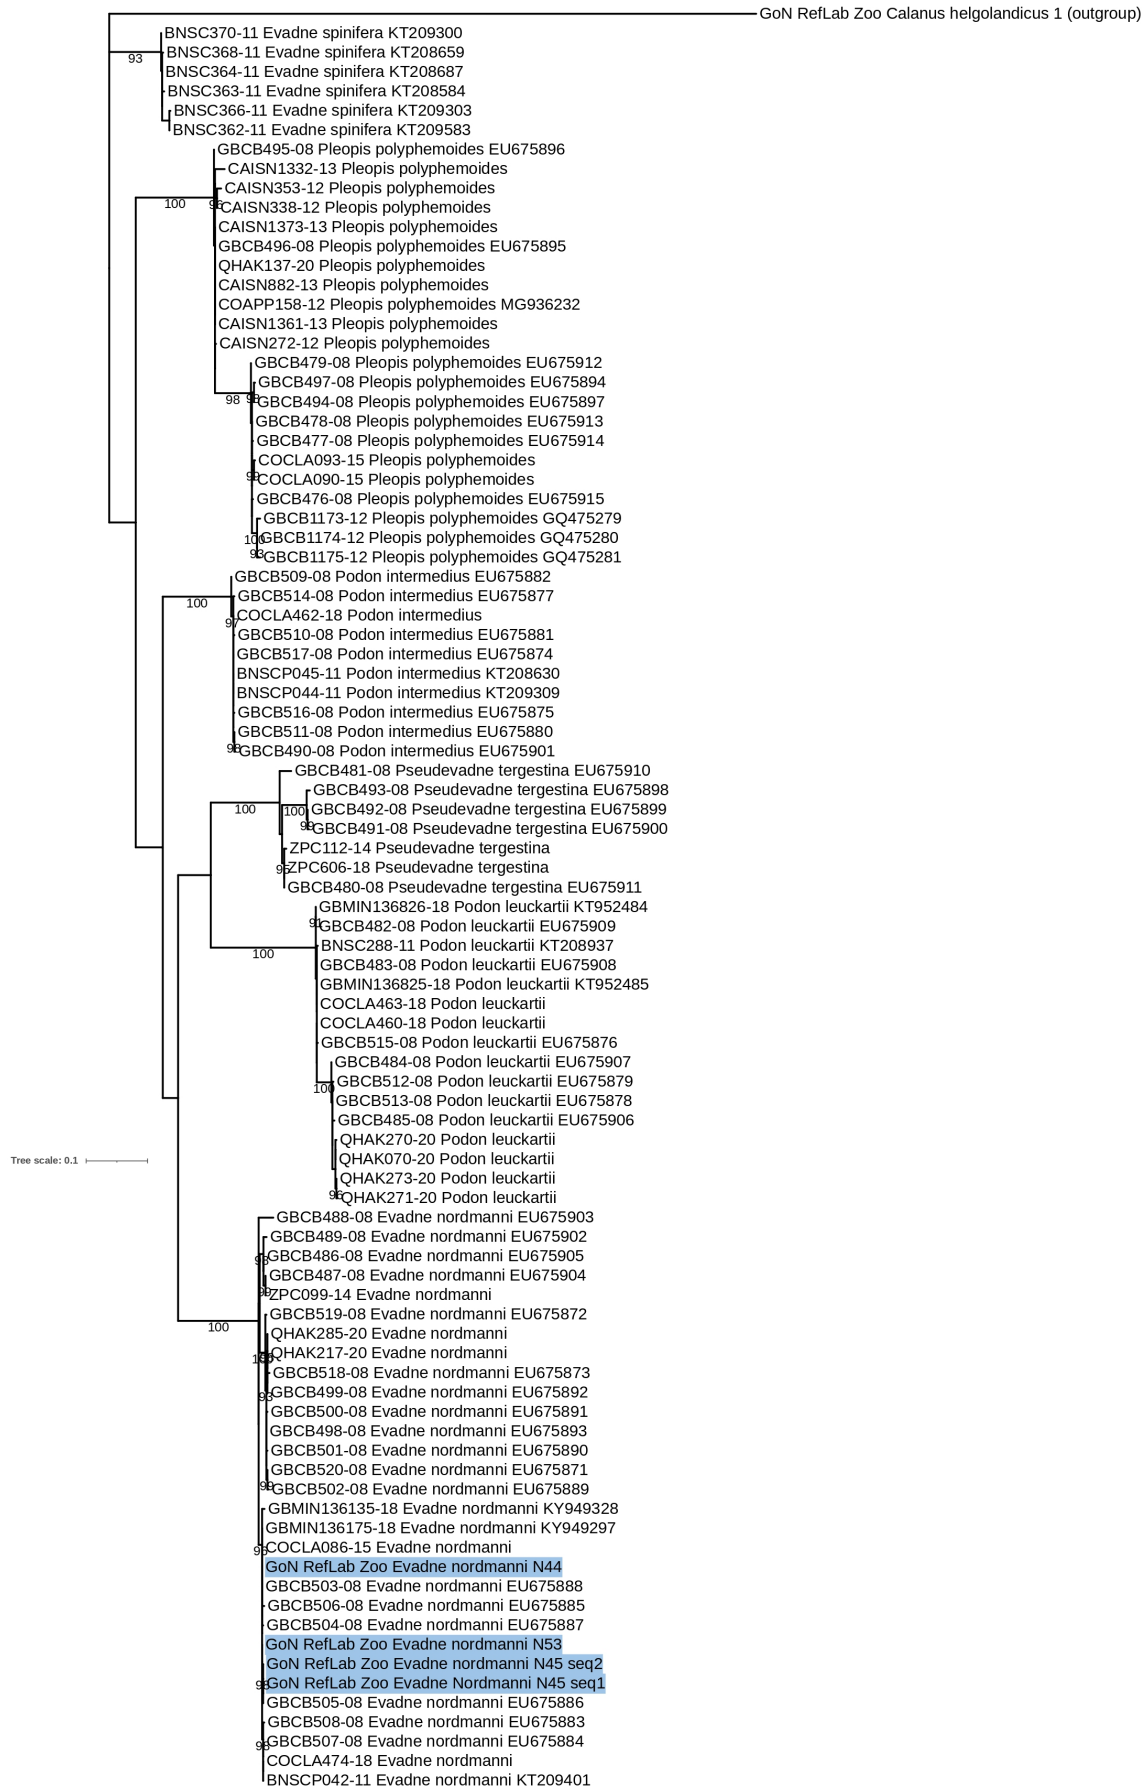 GoN RefLab Zoo Calanus helgolandicus 1 (outgroup)
BNSC370-11 Evadne spinifera KT209300
BNSC368-11 Evadne spinifera KT208659
93
BNSC364-11 Evadne spinifera KT208687
BNSC363-11 Evadne spinifera KT208584
BNSC366-11 Evadne spinifera KT209303
BNSC362-11 Evadne spinifera KT209583
GBCB495-08 Pleopis polyphemoides EU675896
CAISN1332-13 Pleopis polyphemoides
CAISN353-12 Pleopis polyphemoides
100
CAISN338-12 Pleopis polyphemoides
CAISN1373-13 Pleopis polyphemoides
GBCB496-08 Pleopis polyphemoides EU675895
QHAK137-20 Pleopis polyphemoides
CAISN882-13 Pleopis polyphemoides
COAPP158-12 Pleopis polyphemoides MG936232
CAISN1361-13 Pleopis polyphemoides
CAISN272-12 Pleopis polyphemoides
GBCB479-08 Pleopis polyphemoides EU675912
GBCB497-08 Pleopis polyphemoides EU675894
98
GBCB494-08 Pleopis polyphemoides EU675897
GBCB478-08 Pleopis polyphemoides EU675913
GBCB477-08 Pleopis polyphemoides EU675914
COCLA093-15 Pleopis polyphemoides
COCLA090-15 Pleopis polyphemoides
GBCB476-08 Pleopis polyphemoides EU675915
GBCB1173-12 Pleopis polyphemoides GQ475279
100
GBCB1174-12 Pleopis polyphemoides GQ475280
93
GBCB1175-12 Pleopis polyphemoides GQ475281
GBCB509-08 Podon intermedius EU675882
GBCB514-08 Podon intermedius EU675877
100
COCLA462-18 Podon intermedius
97
GBCB510-08 Podon intermedius EU675881
GBCB517-08 Podon intermedius EU675874
BNSCP045-11 Podon intermedius KT208630
BNSCP044-11 Podon intermedius KT209309
GBCB516-08 Podon intermedius EU675875
GBCB511-08 Podon intermedius EU675880
GBCB490-08 Podon intermedius EU675901
GBCB481-08 Pseudevadne tergestina EU675910
GBCB493-08 Pseudevadne tergestina EU675898
100
100
GBCB492-08 Pseudevadne tergestina EU675899
GBCB491-08 Pseudevadne tergestina EU675900
ZPC112-14 Pseudevadne tergestina
ZPC606-18 Pseudevadne tergestina
GBCB480-08 Pseudevadne tergestina EU675911
GBMIN136826-18 Podon leuckartii KT952484
91
GBCB482-08 Podon leuckartii EU675909
BNSC288-11 Podon leuckartii KT208937
100
GBCB483-08 Podon leuckartii EU675908
GBMIN136825-18 Podon leuckartii KT952485
COCLA463-18 Podon leuckartii
COCLA460-18 Podon leuckartii
GBCB515-08 Podon leuckartii EU675876
GBCB484-08 Podon leuckartii EU675907
100
GBCB512-08 Podon leuckartii EU675879
GBCB513-08 Podon leuckartii EU675878
GBCB485-08 Podon leuckartii EU675906
QHAK270-20 Podon leuckartii
Tree scale: 0.1
QHAK070-20 Podon leuckartii
QHAK273-20 Podon leuckartii
96
QHAK271-20 Podon leuckartii
GBCB488-08 Evadne nordmanni EU675903
GBCB489-08 Evadne nordmanni EU675902
GBCB486-08 Evadne nordmanni EU675905
GBCB487-08 Evadne nordmanni EU675904
ZPC099-14 Evadne nordmanni
GBCB519-08 Evadne nordmanni EU675872
100
QHAK285-20 Evadne nordmanni
QHAK217-20 Evadne nordmanni
GBCB518-08 Evadne nordmanni EU675873
93
GBCB499-08 Evadne nordmanni EU675892
GBCB500-08 Evadne nordmanni EU675891
GBCB498-08 Evadne nordmanni EU675893
GBCB501-08 Evadne nordmanni EU675890
GBCB520-08 Evadne nordmanni EU675871
GBCB502-08 Evadne nordmanni EU675889
GBMIN136135-18 Evadne nordmanni KY949328
GBMIN136175-18 Evadne nordmanni KY949297
COCLA086-15 Evadne nordmanni
GoN RefLab Zoo Evadne nordmanni N44
GBCB503-08 Evadne nordmanni EU675888
GBCB506-08 Evadne nordmanni EU675885
GBCB504-08 Evadne nordmanni EU675887
GoN RefLab Zoo Evadne nordmanni N53
GoN RefLab Zoo Evadne nordmanni N45 seq2
GoN RefLab Zoo Evadne Nordmanni N45 seq1
GBCB505-08 Evadne nordmanni EU675886
GBCB508-08 Evadne nordmanni EU675883
GBCB507-08 Evadne nordmanni EU675884
COCLA474-18 Evadne nordmanni
BNSCP042-11 Evadne nordmanni KT209401